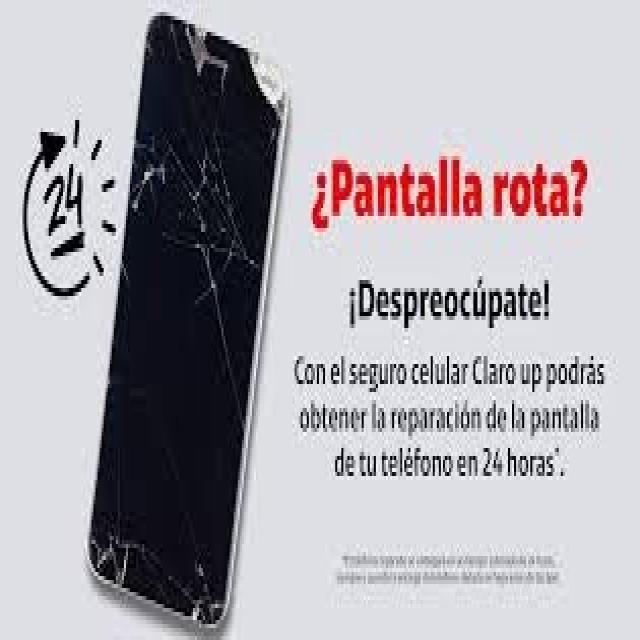 24
¿Pantalla rota?
¡Despreocúpate!
Con el seguro celular Claro up podrás
obtener la reparación de la pantalla
de tu teléfono en 24 horas*.